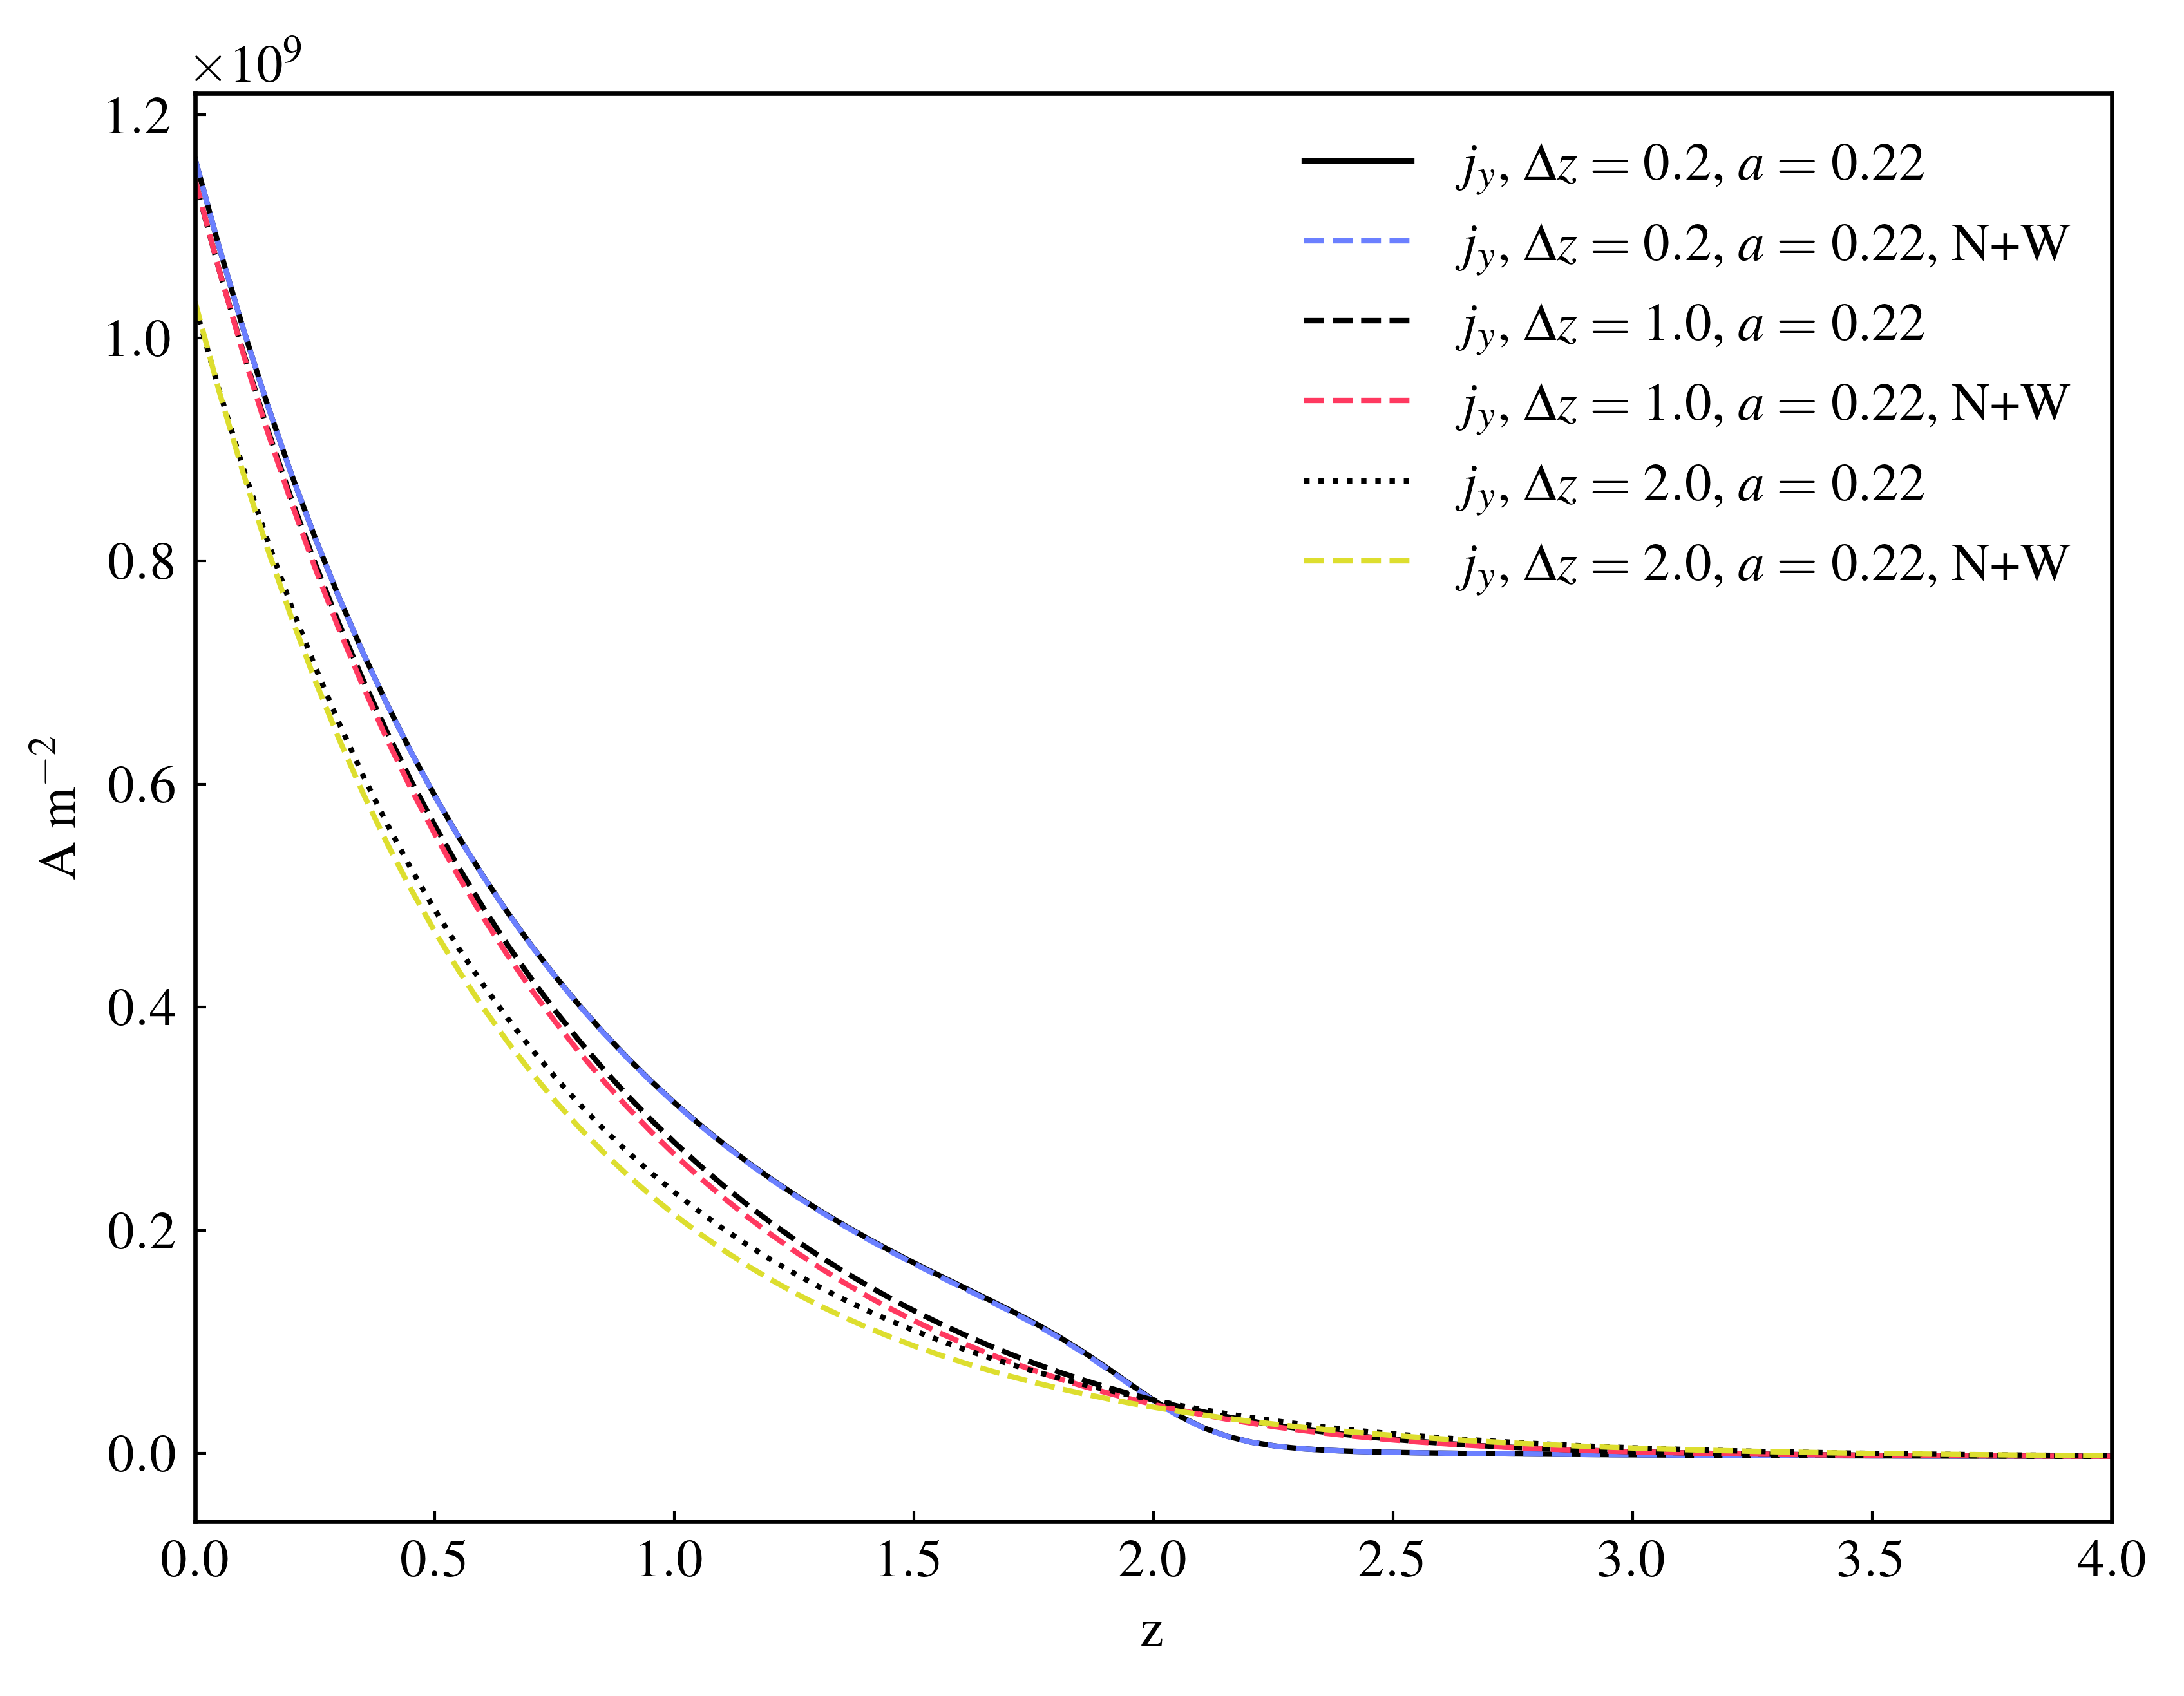 ×10⁹
1.2
1.0
0.8
0.6
0.4
0.2
0.0
A m⁻²
j_y, Δz = 0.2, a = 0.22
j_y, Δz = 0.2, a = 0.22, N+W
j_y, Δz = 1.0, a = 0.22
j_y, Δz = 1.0, a = 0.22, N+W
j_y, Δz = 2.0, a = 0.22
j_y, Δz = 2.0, a = 0.22, N+W
0.0 0.5 1.0 1.5 2.0 2.5 3.0 3.5 4.0
z